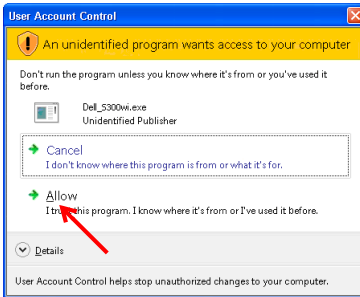 User Account Control
An unidentified program wants access to your computer
Don't run the program unless you know where it's from or you've used it
before.
Dell_S300wi.exe
Unidentified Publisher
Cancel
I don't know where this program is from or what it's for.
Allow
I trust this program. I know where it's from or I've used it before.
Details
User Account Control helps stop unauthorized changes to your computer.